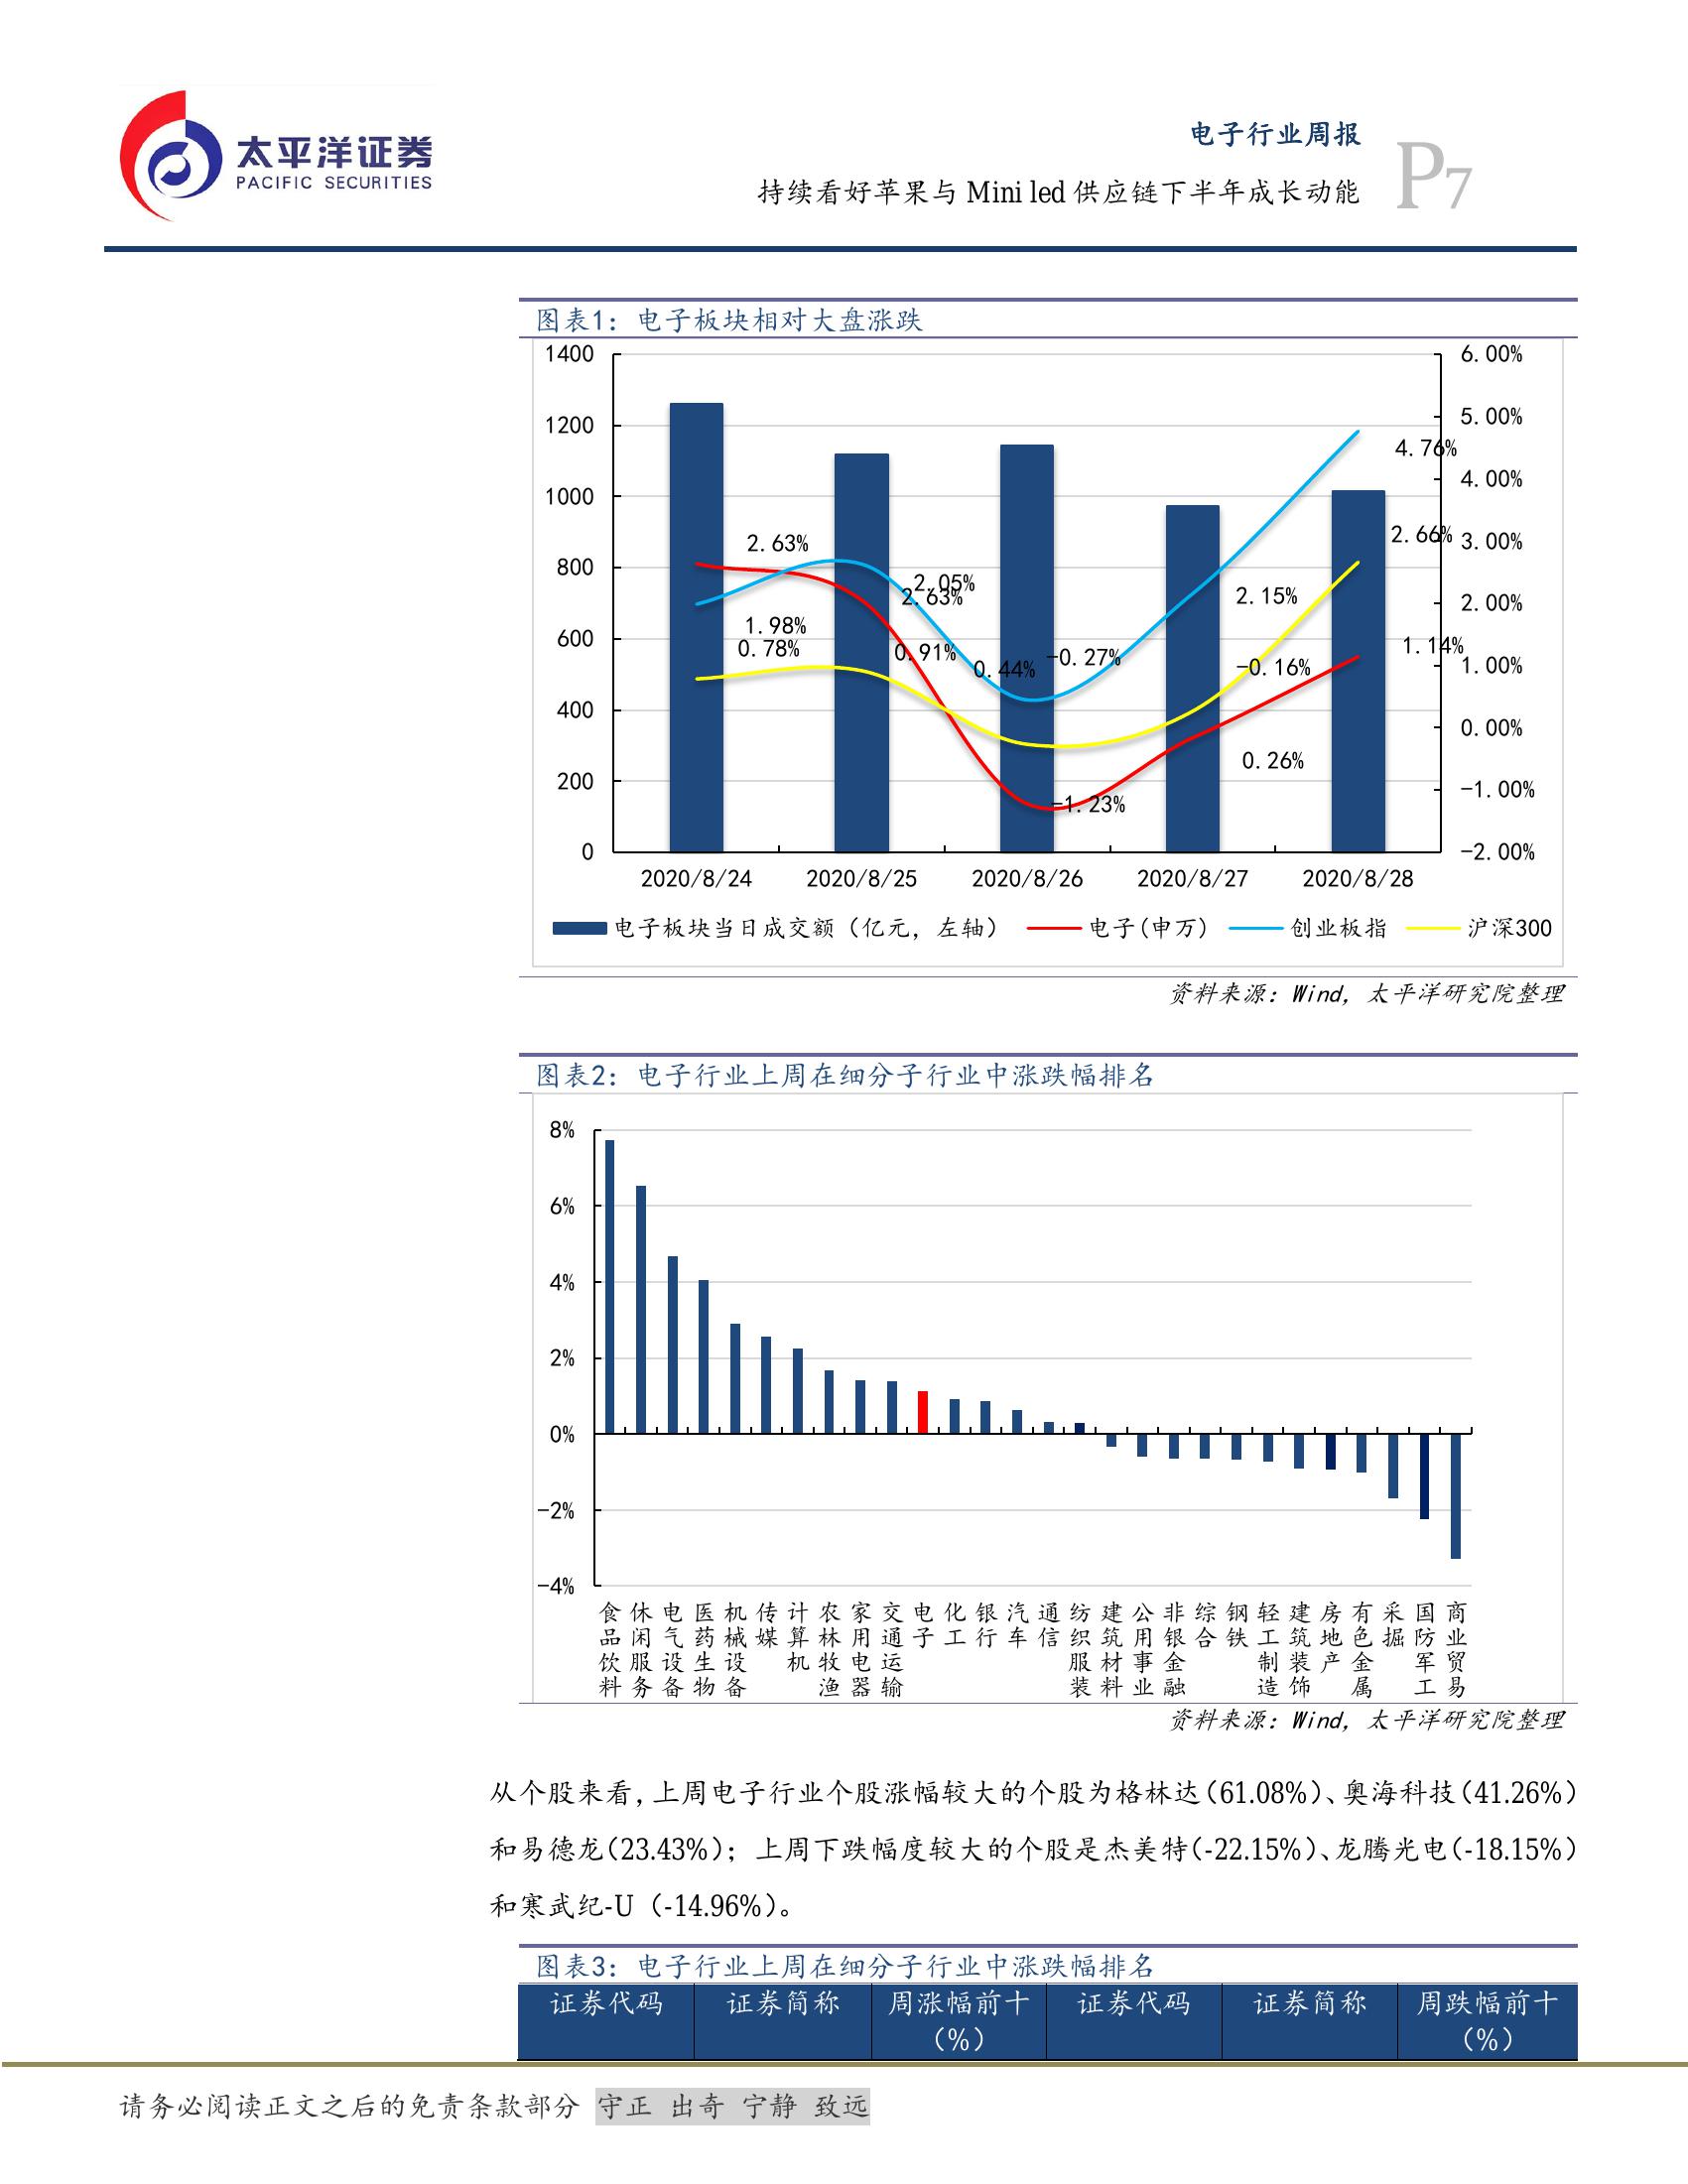 太平洋证券
PACIFIC SECURITIES
电子行业周报
持续看好苹果与 Mini led 供应链下半年成长动能
P7
图表1：电子板块相对大盘涨跌
1400
1200
1000
800
600
400
200
0
6.00%
5.00%
4.00%
3.00%
2.00%
1.00%
0.00%
-1.00%
-2.00%
2.63%
2.05%
-1.23%
-0.16%
1.14%
1.98%
2.63%
0.44%
2.15%
4.76%
0.78%
0.91%
-0.27%
0.26%
2.66%
2020/8/24 2020/8/25 2020/8/26 2020/8/27 2020/8/28
电子板块当日成交额（亿元，左轴） 电子(申万) 创业板指 沪深300
资料来源：Wind，太平洋研究院整理
图表2：电子行业上周在细分子行业中涨跌幅排名
8%
6%
4%
2%
0%
-2%
-4%
食品饮料
休闲服务
电气设备
医药生物
机械设备
传媒
计算机
农林牧渔
家用电器
交通运输
电子
化工
银行
汽车
通信
纺织服装
建筑材料
公用事业
非银金融
综合
钢铁
轻工制造
建筑装饰
房地产
有色金属
采掘
国防军工
商业贸易
资料来源：Wind，太平洋研究院整理
从个股来看，上周电子行业个股涨幅较大的个股为格林达（61.08%）、奥海科技（41.26%）
和易德龙（23.43%）；上周下跌幅度较大的个股是杰美特（-22.15%）、龙腾光电（-18.15%）
和寒武纪-U（-14.96%）。
图表3：电子行业上周在细分子行业中涨跌幅排名
证券代码 证券简称 周涨幅前十（%） 证券代码 证券简称 周跌幅前十（%）
请务必阅读正文之后的免责条款部分 守正 出奇 宁静 致远